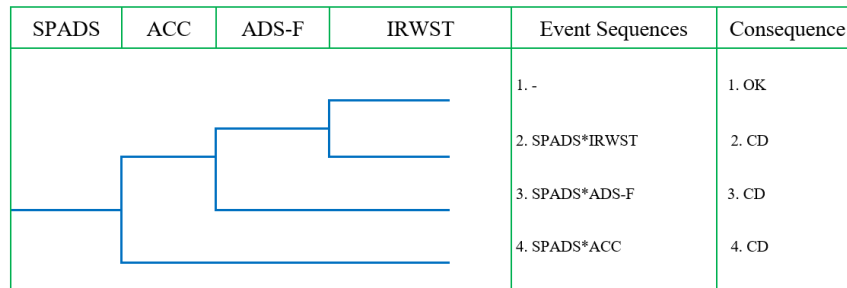 SPADS ACC ADS-F IRWST Event Sequences Consequence
1. - 1. OK
2. SPADS*IRWST 2. CD
3. SPADS*ADS-F 3. CD
4. SPADS*ACC 4. CD